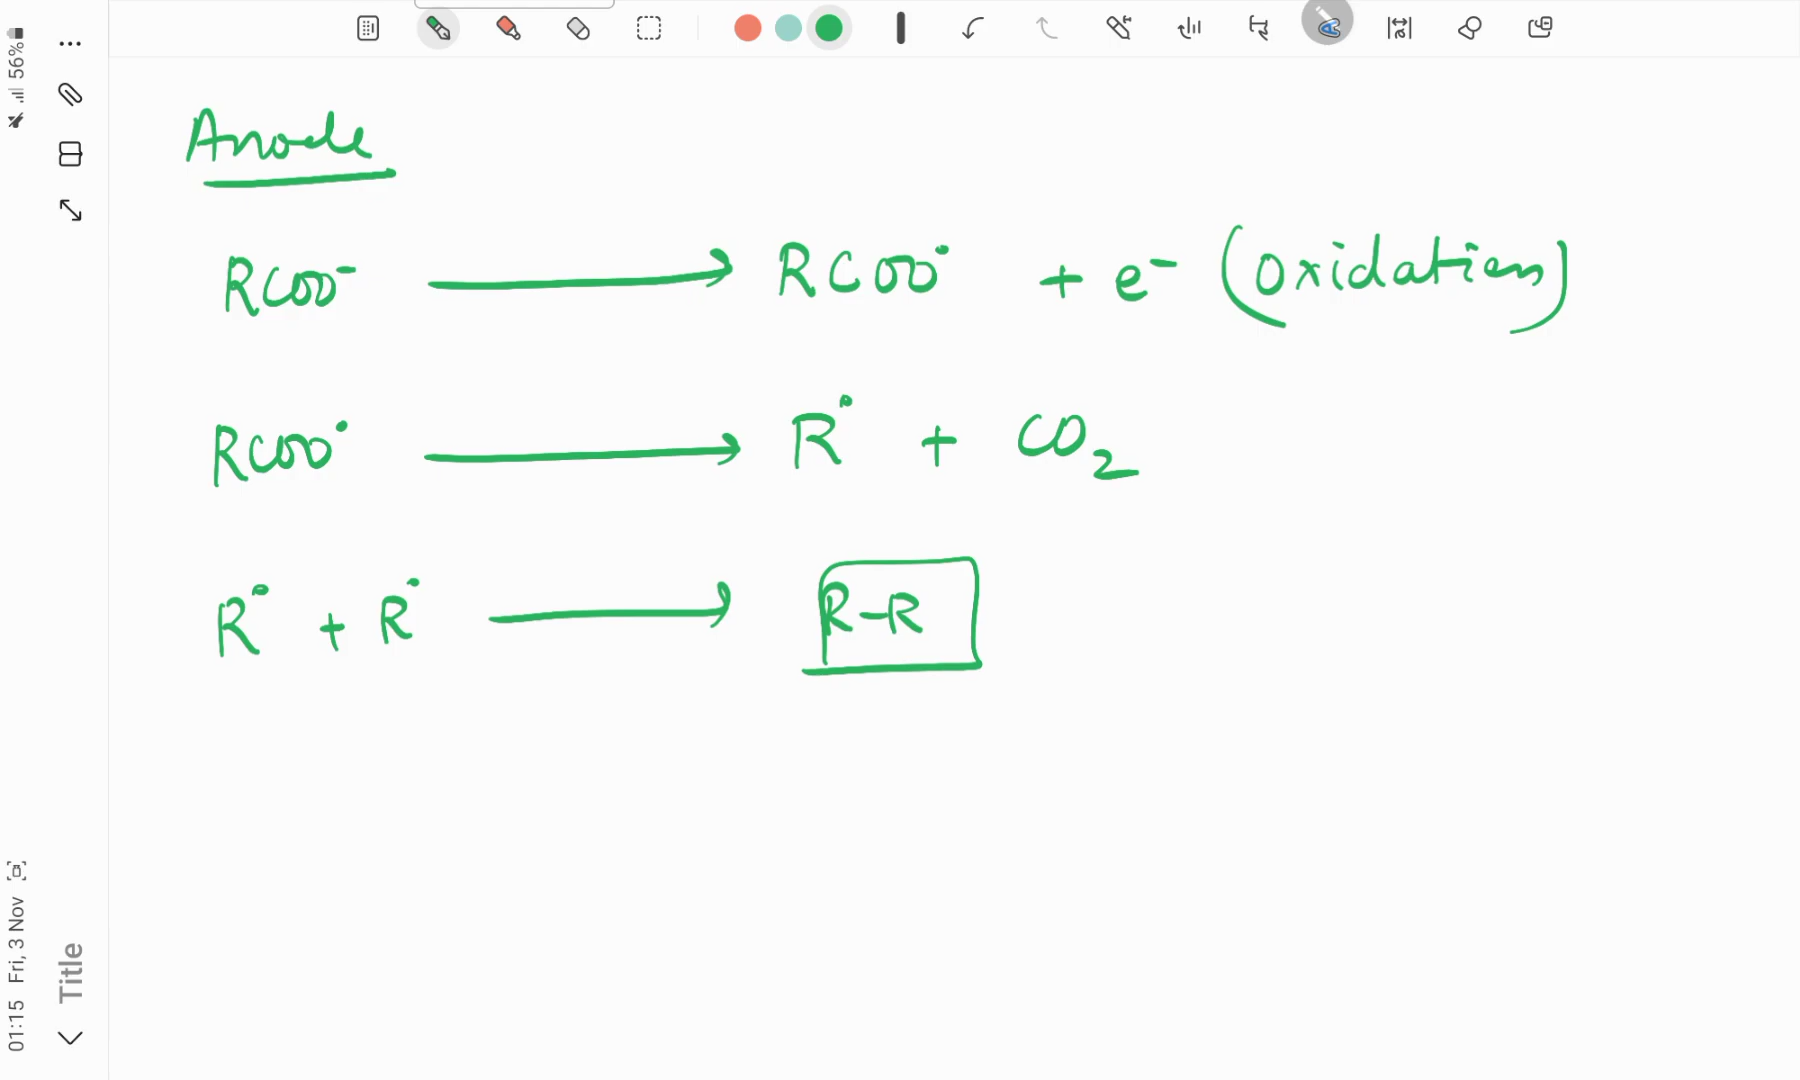 Anode
RCOO⁻ ⟶ RCOO• + e⁻ (Oxidation)
RCOO• ⟶ R• + CO₂
R• + R• ⟶ R–R
56%
01:15 Fri, 3 Nov
Title